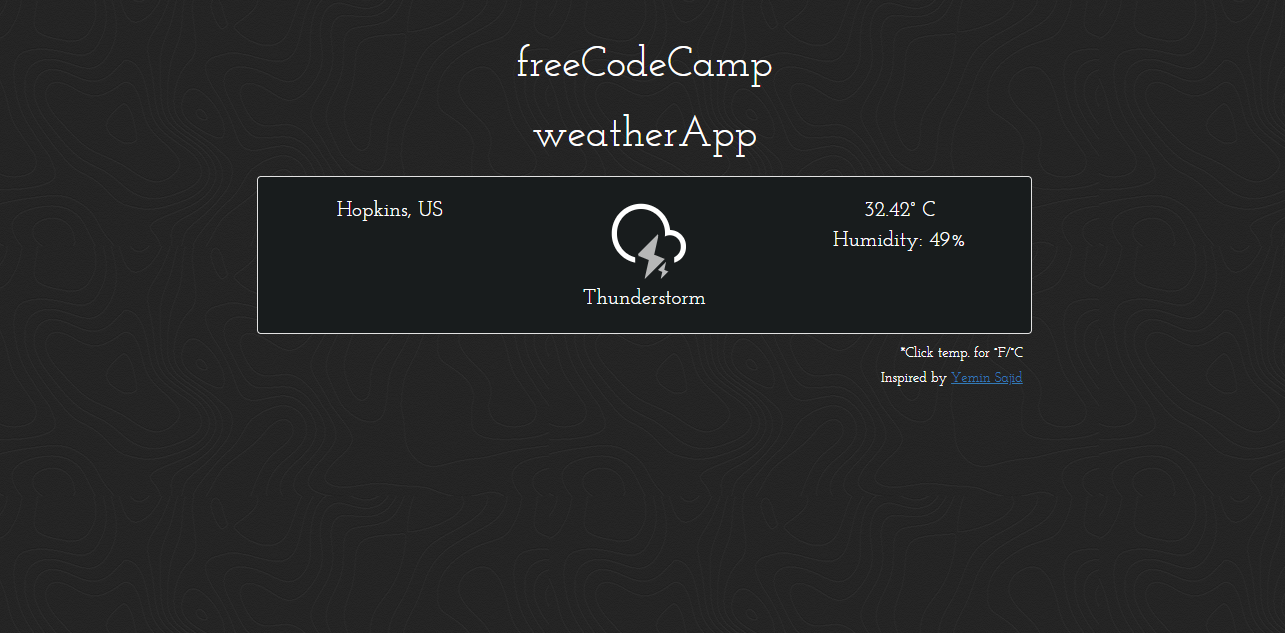 freeCodeCamp
weatherApp
Hopkins, US
Thunderstorm
32.42° C
Humidity: 49%
*Click temp. for °F/°C
Inspired by Yemin Sajid